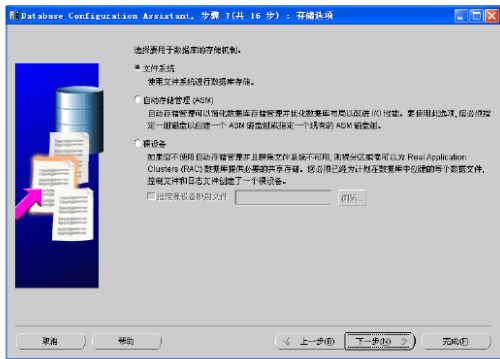 Database Configuration Assistant, 步骤 7(共 16 步) : 存储选项
选择要用于数据库的存储机制。
文件系统
使用文件系统进行数据库存储。
自动存储管理 (ASM)
自动存储管理可以简化数据库存储管理并优化数据库布局以改进 I/O 性能。要使用此选项, 您必须指
定一组磁盘以创建一个 ASM 磁盘组或指定一个现有的 ASM 磁盘组。
裸设备
如果您不使用自动存储管理并且群集文件系统不可用, 则裸分区或卷可以为 Real Application
Clusters (RAC) 数据库提供必要的共享存储。您必须已经为计划在数据库中创建的每个数据文件,
控制文件和日志文件创建了一个裸设备。
指定裸设备映射文件
浏览...
取消
帮助
上一步(B)
下一步(N)
完成(F)